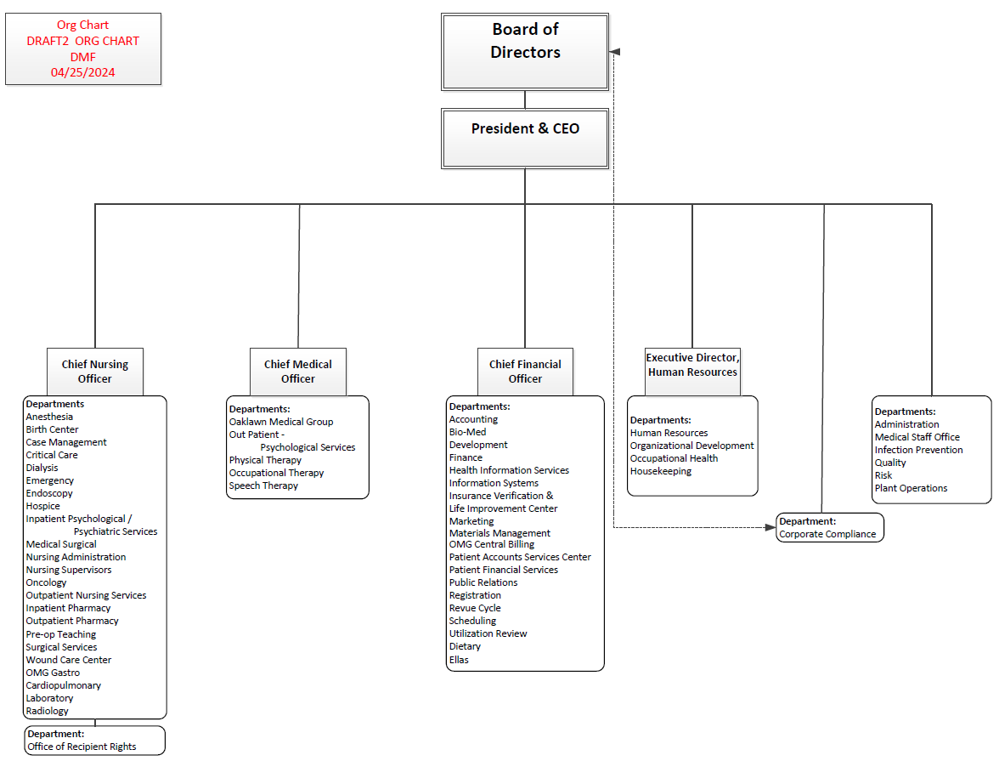 Org Chart
DRAFT2 ORG CHART
DMF
04/25/2024
Board of
Directors
President & CEO
Chief Nursing
Officer
Departments
Anesthesia
Birth Center
Case Management
Critical Care
Dialysis
Emergency
Endoscopy
Hospice
Inpatient Psychological /
Psychiatric Services
Medical Surgical
Nursing Administration
Nursing Supervisors
Oncology
Outpatient Nursing Services
Inpatient Pharmacy
Outpatient Pharmacy
Pre-op Teaching
Surgical Services
Wound Care Center
OMG Gastro
Cardiopulmonary
Laboratory
Radiology
Department:
Office of Recipient Rights
Chief Medical
Officer
Departments:
Oaklawn Medical Group
Out Patient -
Psychological Services
Physical Therapy
Occupational Therapy
Speech Therapy
Chief Financial
Officer
Departments:
Accounting
Bio-Med
Development
Finance
Health Information Services
Information Systems
Insurance Verification &
Life Improvement Center
Marketing
Materials Management
OMG Central Billing
Patient Accounts Services Center
Patient Financial Services
Public Relations
Registration
Revue Cycle
Scheduling
Utilization Review
Dietary
Ellas
Executive Director,
Human Resources
Departments:
Human Resources
Organizational Development
Occupational Health
Housekeeping
Department:
Corporate Compliance
Departments:
Administration
Medical Staff Office
Infection Prevention
Quality
Risk
Plant Operations